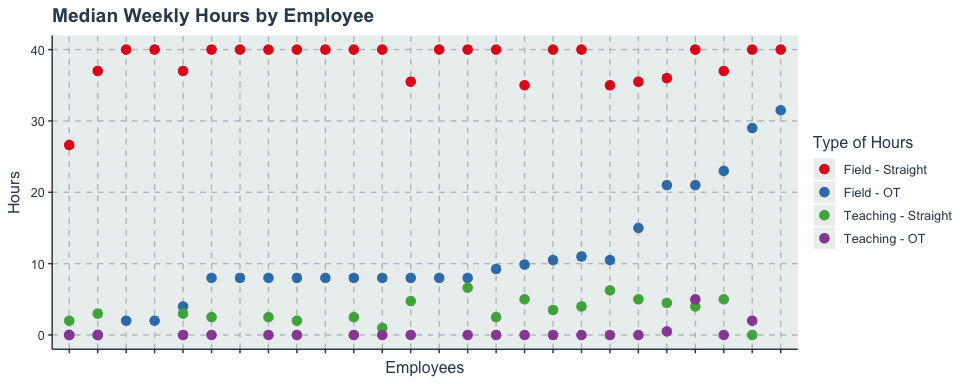 Median Weekly Hours by Employee
40
30
20
10
0
Hours
Employees
Type of Hours
Field - Straight
Field - OT
Teaching - Straight
Teaching - OT